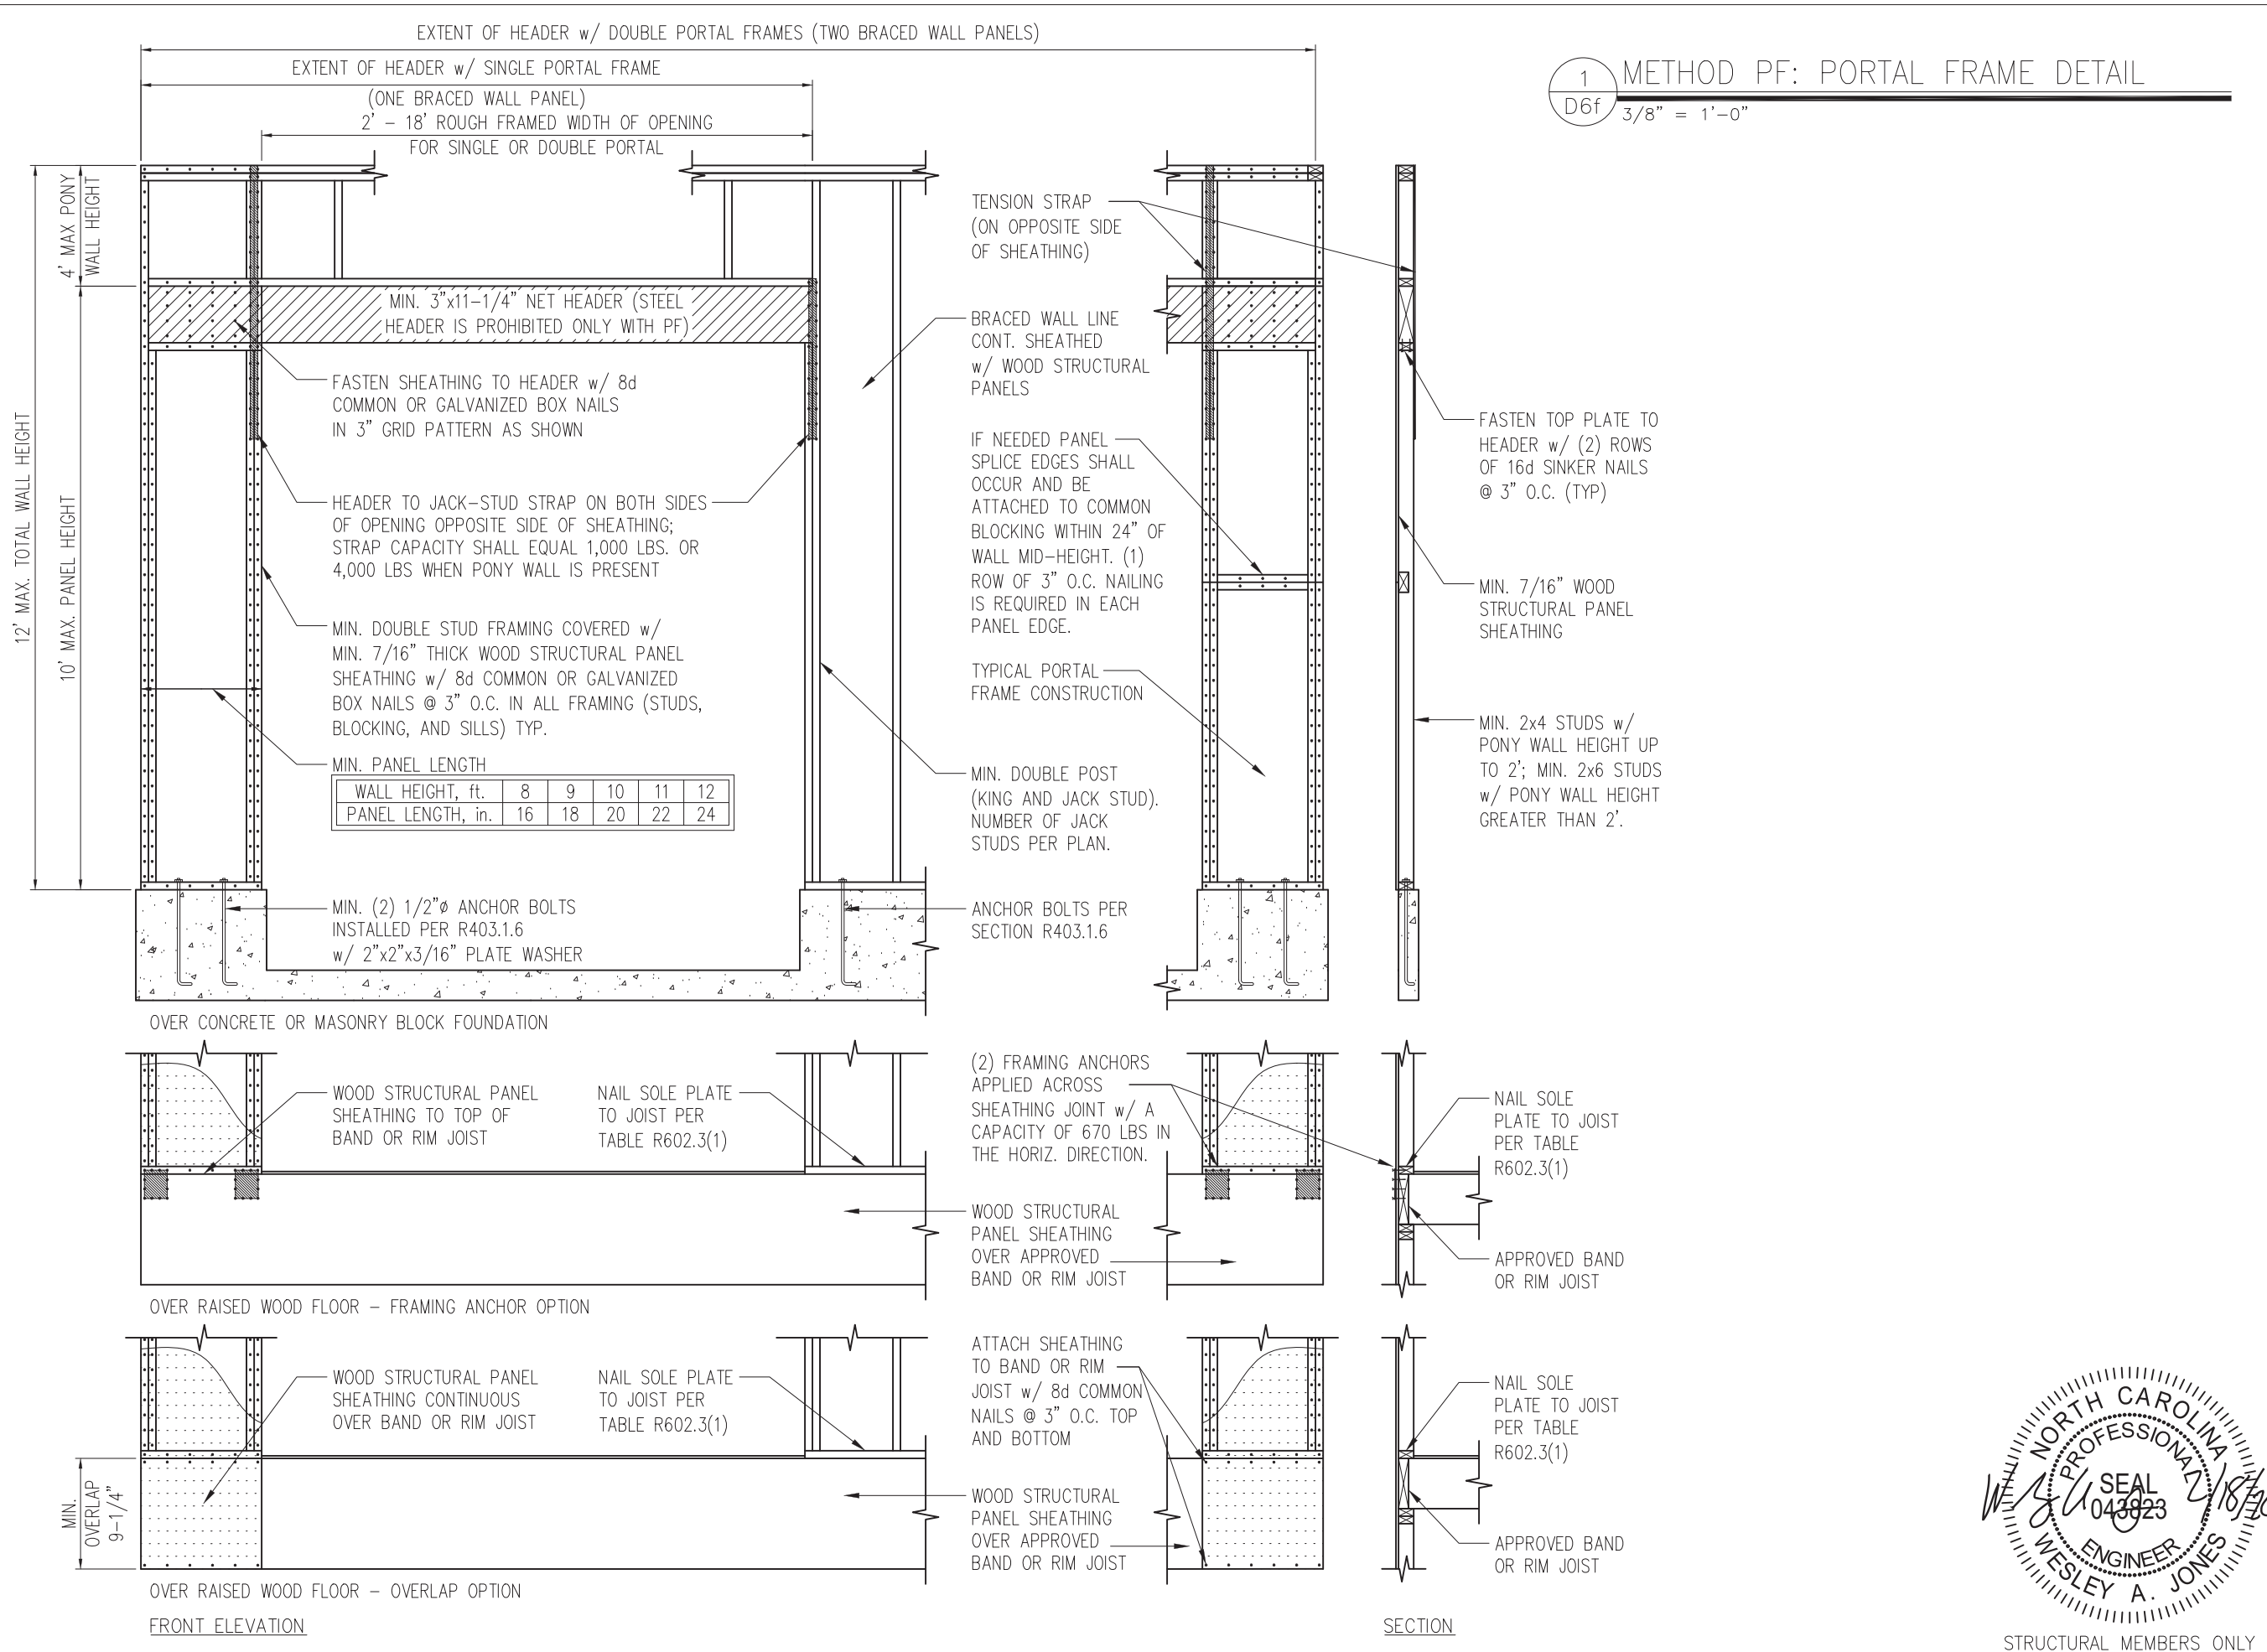 EXTENT OF HEADER w/ DOUBLE PORTAL FRAMES (TWO BRACED WALL PANELS)
EXTENT OF HEADER w/ SINGLE PORTAL FRAME
(ONE BRACED WALL PANEL)
2' - 18' ROUGH FRAMED WIDTH OF OPENING
FOR SINGLE OR DOUBLE PORTAL
1
D6f
METHOD PF: PORTAL FRAME DETAIL
3/8" = 1'-0"
4' MAX PONY
WALL HEIGHT
12' MAX. TOTAL WALL HEIGHT
10' MAX. PANEL HEIGHT
MIN. 3"x11-1/4" NET HEADER (STEEL
HEADER IS PROHIBITED ONLY WITH PF)
FASTEN SHEATHING TO HEADER w/ 8d
COMMON OR GALVANIZED BOX NAILS
IN 3" GRID PATTERN AS SHOWN
HEADER TO JACK-STUD STRAP ON BOTH SIDES
OF OPENING OPPOSITE SIDE OF SHEATHING;
STRAP CAPACITY SHALL EQUAL 1,000 LBS. OR
4,000 LBS WHEN PONY WALL IS PRESENT
MIN. DOUBLE STUD FRAMING COVERED w/
MIN. 7/16" THICK WOOD STRUCTURAL PANEL
SHEATHING w/ 8d COMMON OR GALVANIZED
BOX NAILS @ 3" O.C. IN ALL FRAMING (STUDS,
BLOCKING, AND SILLS) TYP.
MIN. PANEL LENGTH
WALL HEIGHT, ft. 8 9 10 11 12
PANEL LENGTH, in. 16 18 20 22 24
MIN. (2) 1/2"ø ANCHOR BOLTS
INSTALLED PER R403.1.6
w/ 2"x2"x3/16" PLATE WASHER
TENSION STRAP
(ON OPPOSITE SIDE
OF SHEATHING)
BRACED WALL LINE
CONT. SHEATHED
w/ WOOD STRUCTURAL
PANELS
IF NEEDED PANEL
SPLICE EDGES SHALL
OCCUR AND BE
ATTACHED TO COMMON
BLOCKING WITHIN 24" OF
WALL MID-HEIGHT. (1)
ROW OF 3" O.C. NAILING
IS REQUIRED IN EACH
PANEL EDGE.
TYPICAL PORTAL
FRAME CONSTRUCTION
MIN. DOUBLE POST
(KING AND JACK STUD).
NUMBER OF JACK
STUDS PER PLAN.
ANCHOR BOLTS PER
SECTION R403.1.6
FASTEN TOP PLATE TO
HEADER w/ (2) ROWS
OF 16d SINKER NAILS
@ 3" O.C. (TYP)
MIN. 7/16" WOOD
STRUCTURAL PANEL
SHEATHING
MIN. 2x4 STUDS w/
PONY WALL HEIGHT UP
TO 2'; MIN. 2x6 STUDS
w/ PONY WALL HEIGHT
GREATER THAN 2'.
OVER CONCRETE OR MASONRY BLOCK FOUNDATION
WOOD STRUCTURAL PANEL
SHEATHING TO TOP OF
BAND OR RIM JOIST
NAIL SOLE PLATE
TO JOIST PER
TABLE R602.3(1)
(2) FRAMING ANCHORS
APPLIED ACROSS
SHEATHING JOINT w/ A
CAPACITY OF 670 LBS IN
THE HORIZ. DIRECTION.
WOOD STRUCTURAL
PANEL SHEATHING
OVER APPROVED
BAND OR RIM JOIST
NAIL SOLE
PLATE TO JOIST
PER TABLE
R602.3(1)
APPROVED BAND
OR RIM JOIST
OVER RAISED WOOD FLOOR - FRAMING ANCHOR OPTION
WOOD STRUCTURAL PANEL
SHEATHING CONTINUOUS
OVER BAND OR RIM JOIST
NAIL SOLE PLATE
TO JOIST PER
TABLE R602.3(1)
ATTACH SHEATHING
TO BAND OR RIM
JOIST w/ 8d COMMON
NAILS @ 3" O.C. TOP
AND BOTTOM
WOOD STRUCTURAL
PANEL SHEATHING
OVER APPROVED
BAND OR RIM JOIST
NAIL SOLE
PLATE TO JOIST
PER TABLE
R602.3(1)
APPROVED BAND
OR RIM JOIST
MIN.
OVERLAP
9-1/4"
OVER RAISED WOOD FLOOR - OVERLAP OPTION
FRONT ELEVATION
SECTION
NORTH CAROLINA
PROFESSIONAL
SEAL
043823
ENGINEER
WESLEY A. JONES
STRUCTURAL MEMBERS ONLY